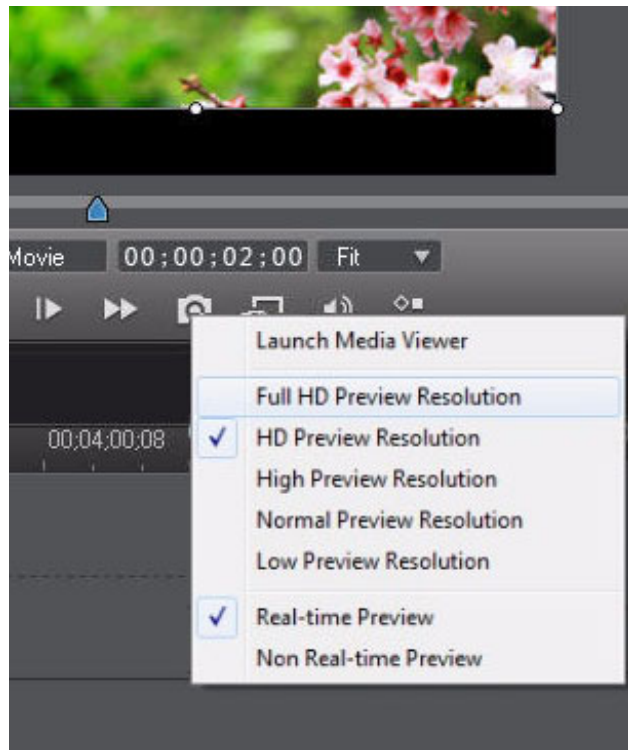 Movie 00;00;02;00 Fit
Launch Media Viewer
Full HD Preview Resolution
00;04;00;08 HD Preview Resolution
High Preview Resolution
Normal Preview Resolution
Low Preview Resolution
Real-time Preview
Non Real-time Preview